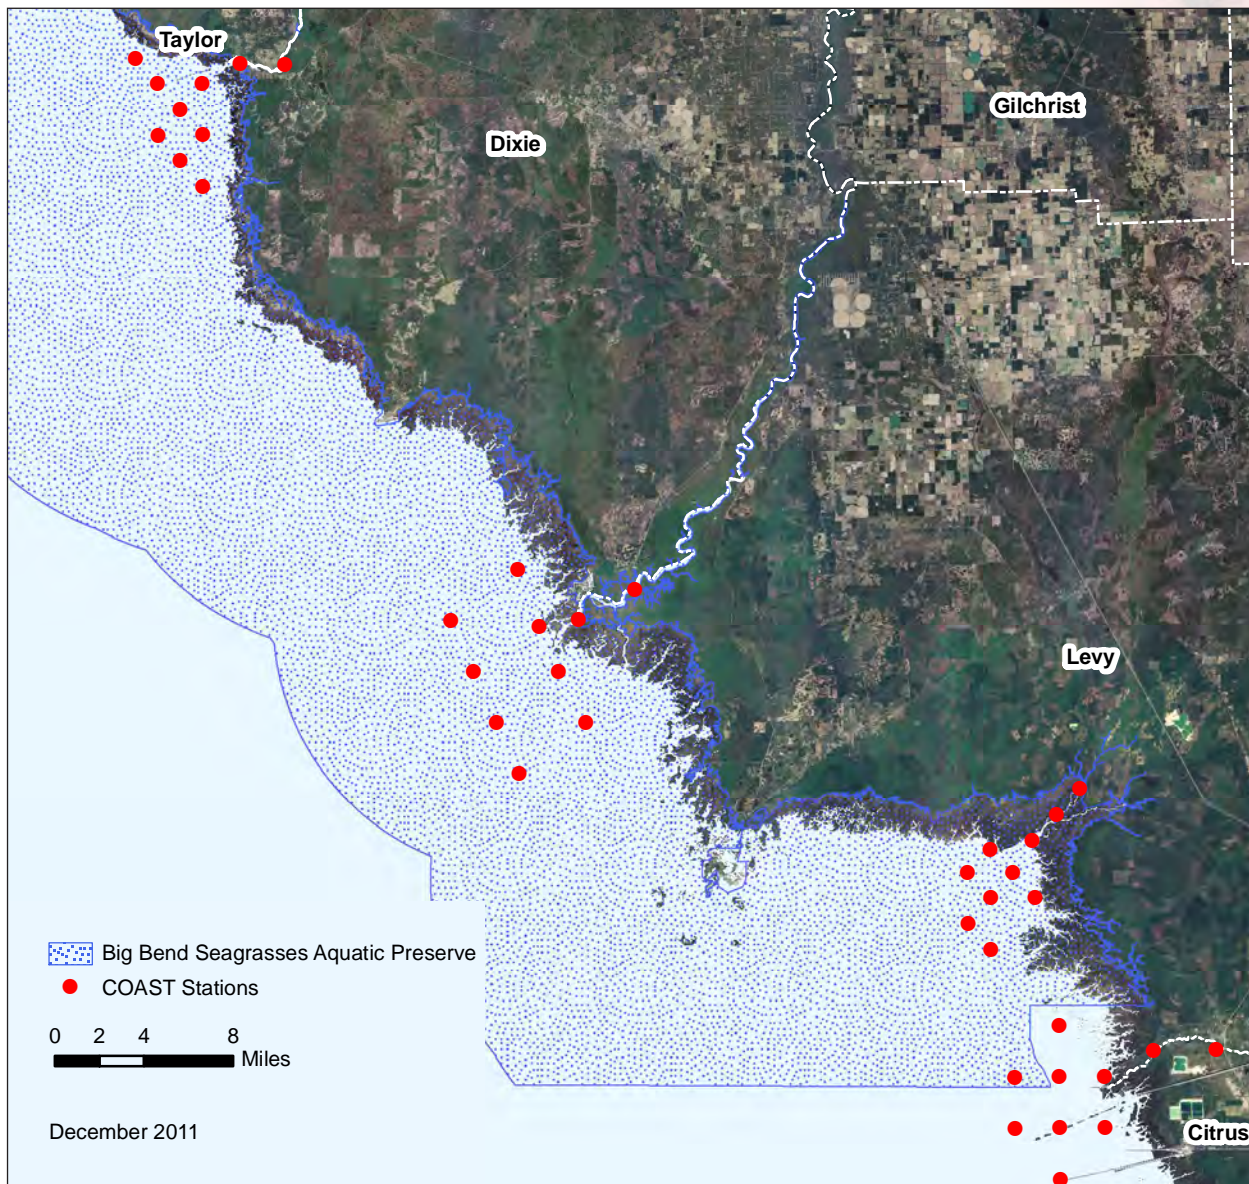 Taylor
Dixie
Gilchrist
Levy
Big Bend Seagrasses Aquatic Preserve
COAST Stations
0 2 4 8
Miles
December 2011
Citrus